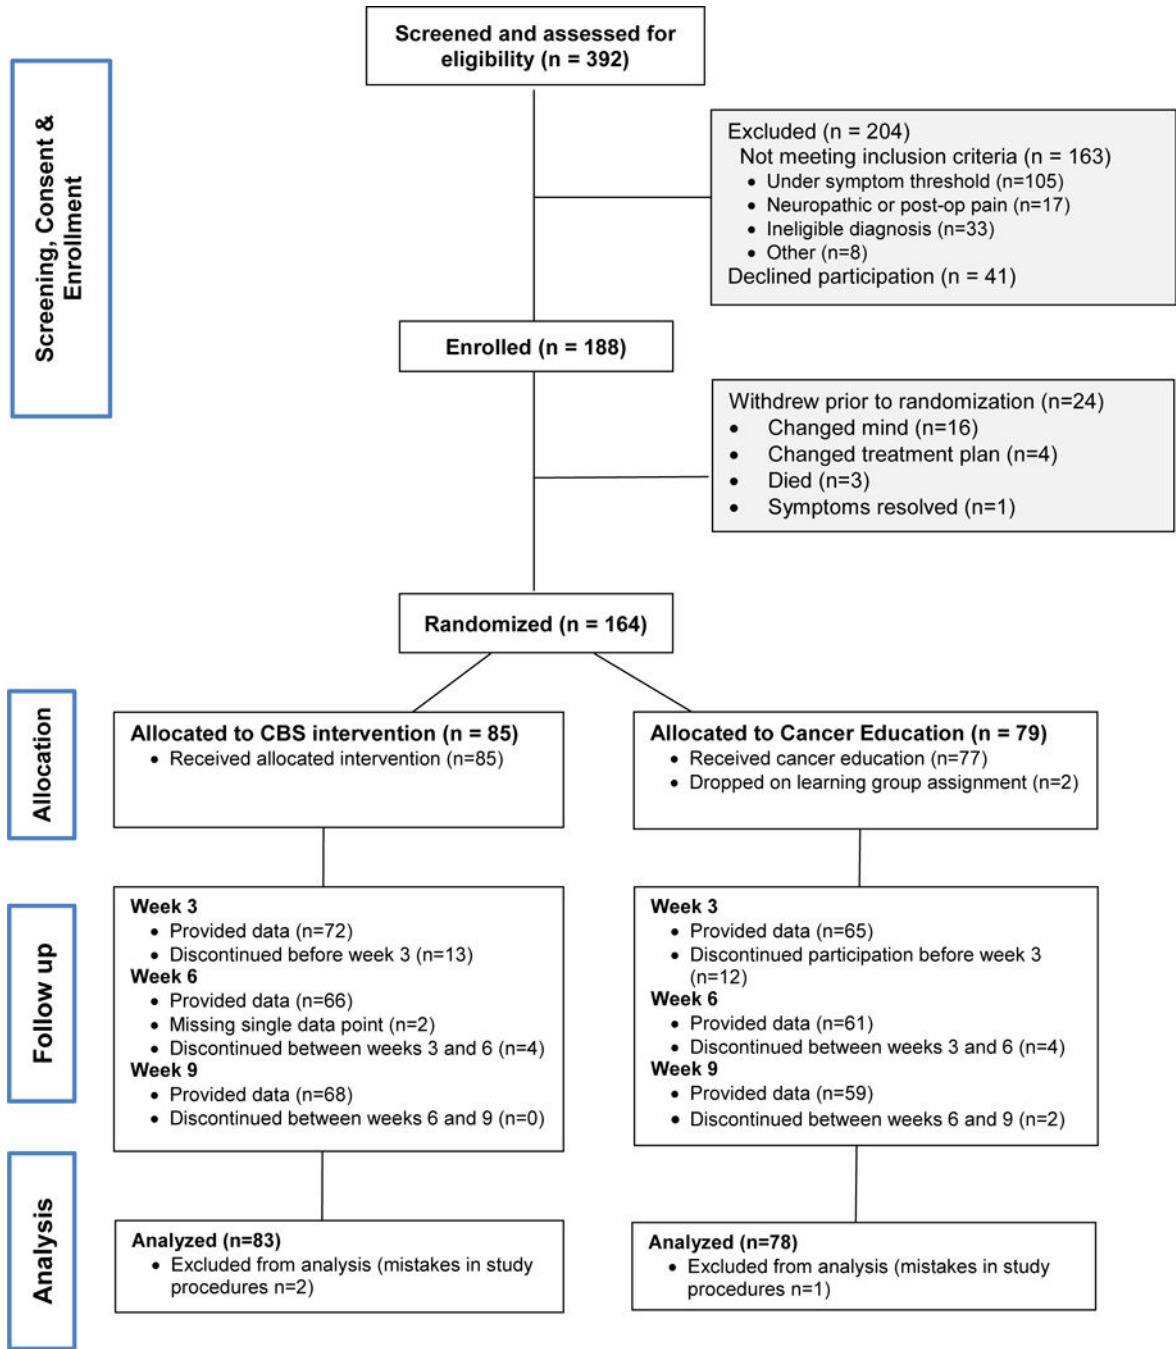 Screened and assessed for
eligibility (n = 392)
Screening, Consent &
Enrollment
Excluded (n = 204)
Not meeting inclusion criteria (n = 163)
• Under symptom threshold (n=105)
• Neuropathic or post-op pain (n=17)
• Ineligible diagnosis (n=33)
• Other (n=8)
Declined participation (n = 41)
Enrolled (n = 188)
Withdrew prior to randomization (n=24)
• Changed mind (n=16)
• Changed treatment plan (n=4)
• Died (n=3)
• Symptoms resolved (n=1)
Randomized (n = 164)
Allocation
Allocated to CBS intervention (n = 85)
• Received allocated intervention (n=85)
Allocated to Cancer Education (n = 79)
• Received cancer education (n=77)
• Dropped on learning group assignment (n=2)
Follow up
Week 3
• Provided data (n=72)
• Discontinued before week 3 (n=13)
Week 6
• Provided data (n=66)
• Missing single data point (n=2)
• Discontinued between weeks 3 and 6 (n=4)
Week 9
• Provided data (n=68)
• Discontinued between weeks 6 and 9 (n=0)
Week 3
• Provided data (n=65)
• Discontinued participation before week 3
(n=12)
Week 6
• Provided data (n=61)
• Discontinued between weeks 3 and 6 (n=4)
Week 9
• Provided data (n=59)
• Discontinued between weeks 6 and 9 (n=2)
Analysis
Analyzed (n=83)
• Excluded from analysis (mistakes in study
procedures n=2)
Analyzed (n=78)
• Excluded from analysis (mistakes in study
procedures n=1)